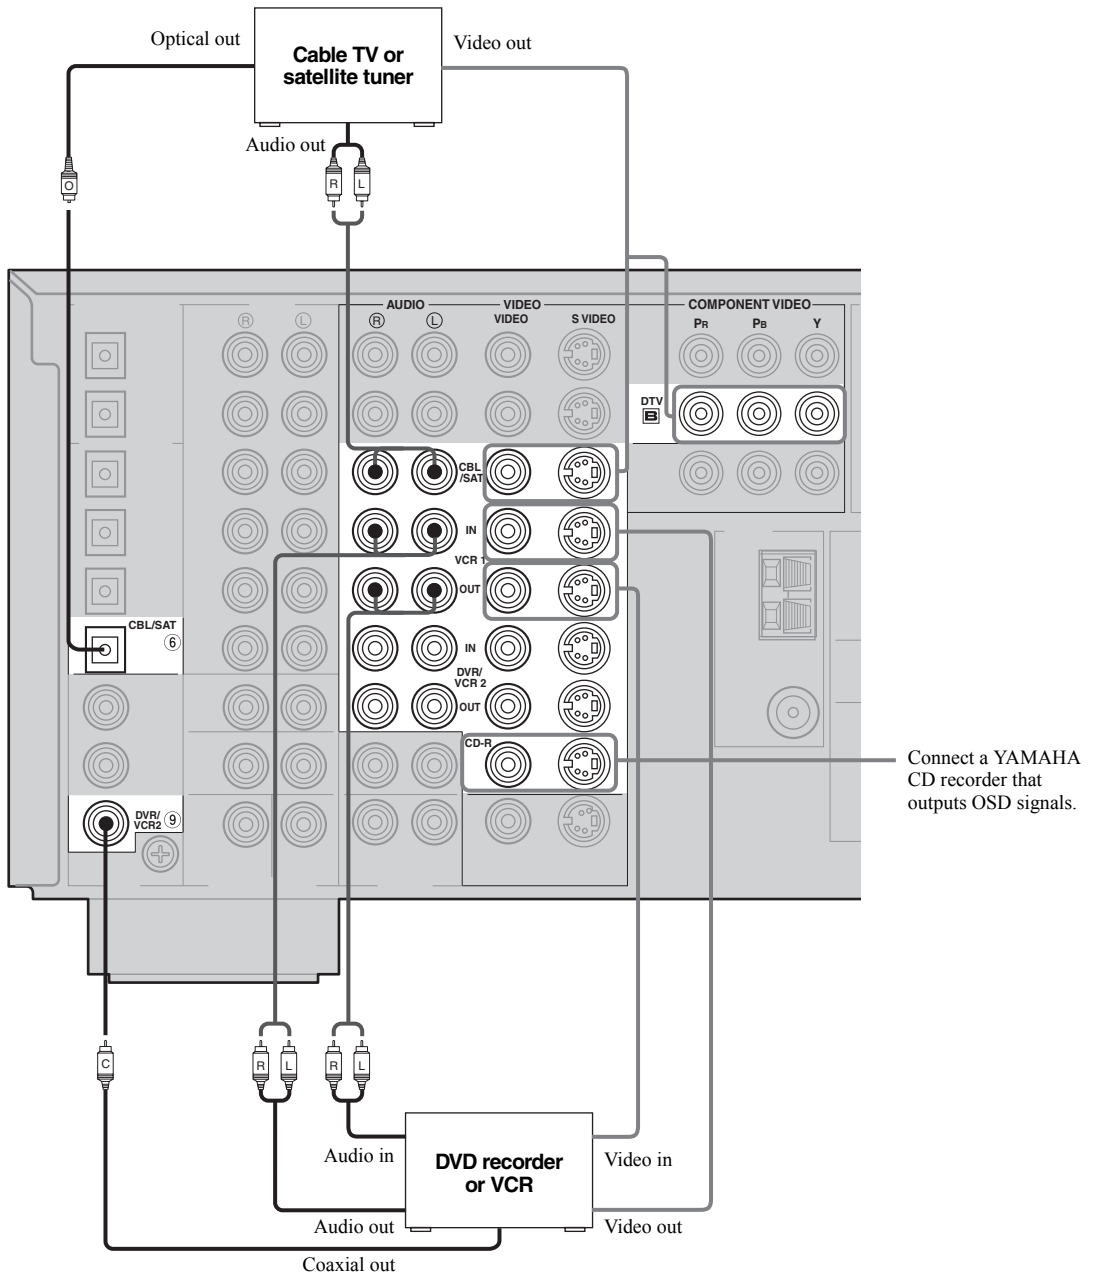 Optical out
Cable TV or
satellite tuner
Video out
Audio out
O
R L
AUDIO
VIDEO
COMPONENT VIDEO
R L R L VIDEO S VIDEO PR PB Y
DTV
B
CBL
/SAT
IN
VCR 1
OUT
CBL/SAT
6
IN
DVR/
VCR 2
OUT
CD-R
Connect a YAMAHA
CD recorder that
outputs OSD signals.
DVR/
VCR2
9
C
R L R L
Audio in
DVD recorder
or VCR
Video in
Audio out
Video out
Coaxial out